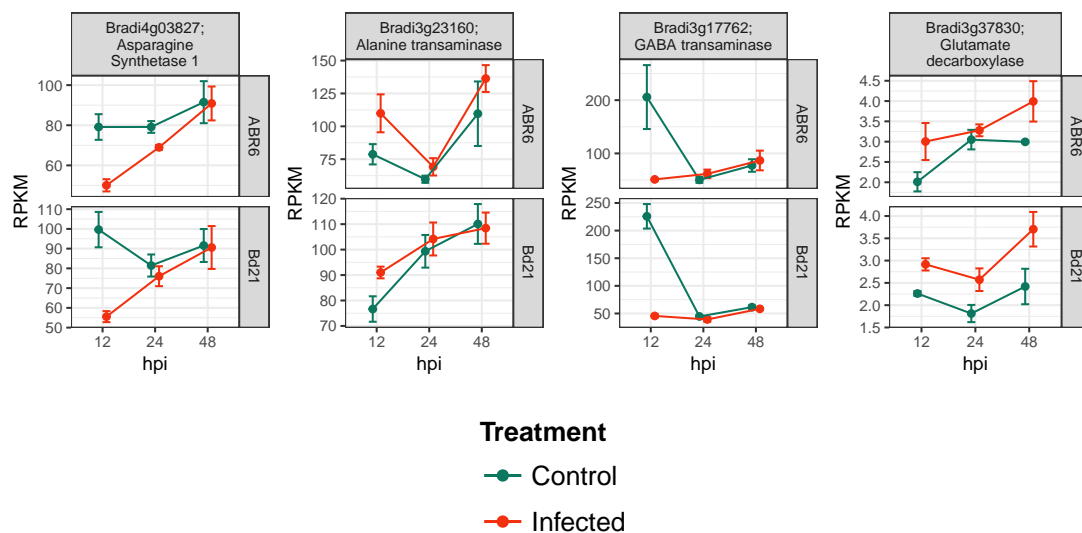 Bradi4g03827;
Asparagine
Synthetase 1
Bradi3g23160;
Alanine transaminase
Bradi3g17762;
GABA transaminase
Bradi3g37830;
Glutamate
decarboxylase
RPKM
100
80
60
ABR6
RPKM
150
125
100
75
ABR6
RPKM
200
100
ABR6
RPKM
4.5
4.0
3.5
3.0
2.5
2.0
ABR6
110
100
90
80
70
60
50
Bd21
120
110
100
90
80
70
Bd21
250
200
150
100
50
Bd21
4.0
3.5
3.0
2.5
2.0
1.5
Bd21
12 24 48
hpi
12 24 48
hpi
12 24 48
hpi
12 24 48
hpi
Treatment
Control
Infected